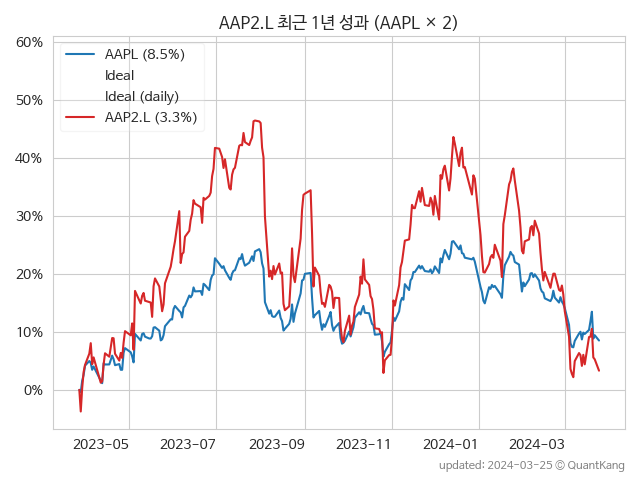 AAP2.L 최근 1년 성과 (AAPL × 2)
60%
50%
40%
30%
20%
10%
0%
AAPL (8.5%)
Ideal
Ideal (daily)
AAP2.L (3.3%)
2023-05
2023-07
2023-09
2023-11
2024-01
2024-03
updated: 2024-03-25 © QuantKang